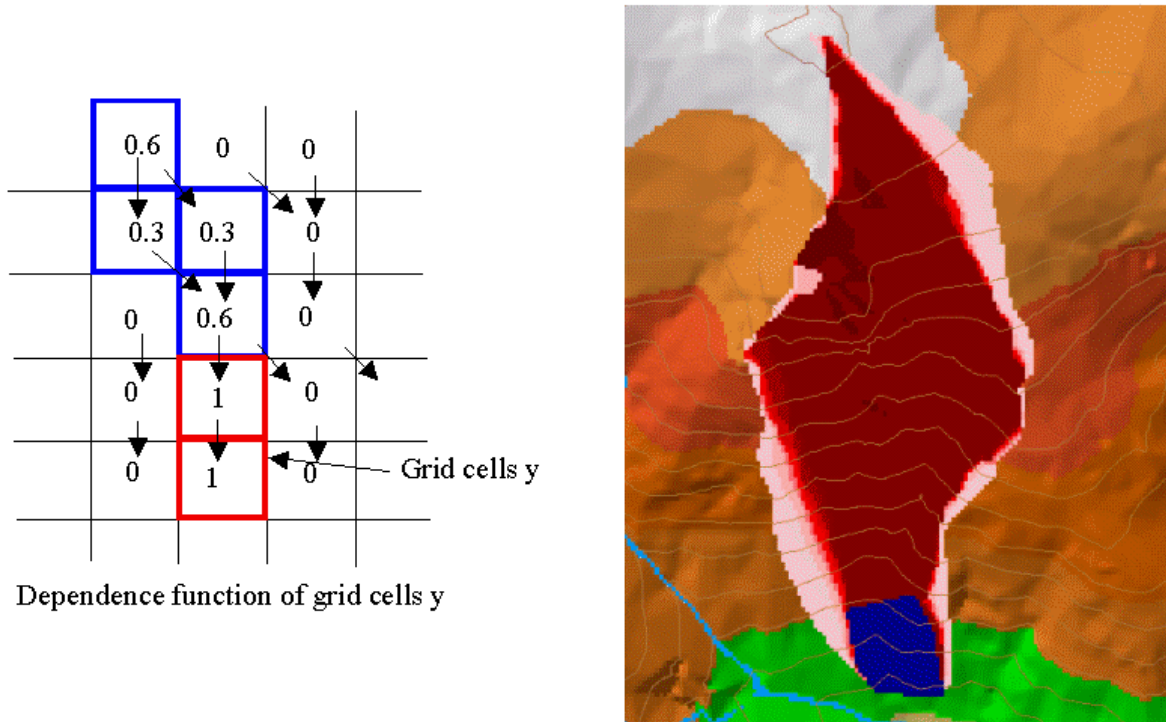 0.6 0 0
0.3 0.3 0
0 0.6 0
0 1 0
0 1 0
Grid cells y
Dependence function of grid cells y